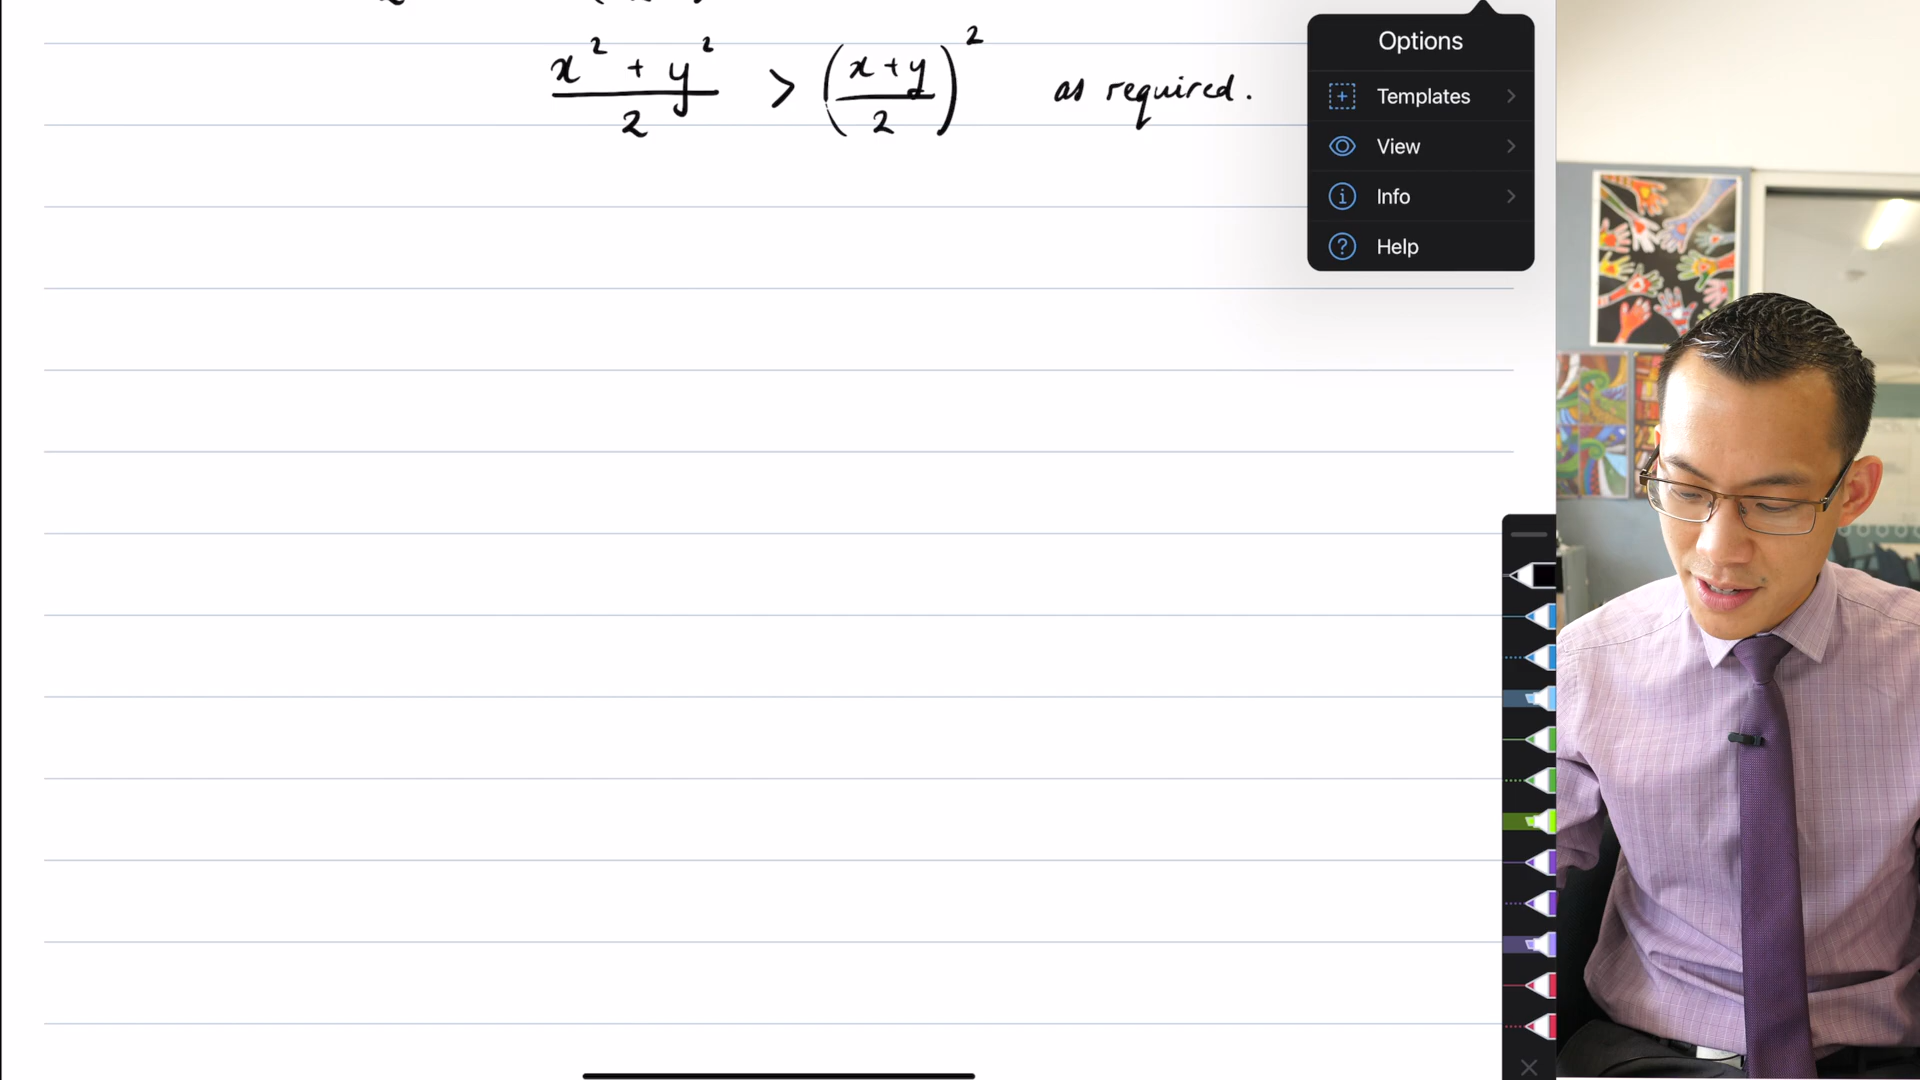 x² + y² / 2 > (x + y / 2)² as required.
Options
Templates
View
Info
Help